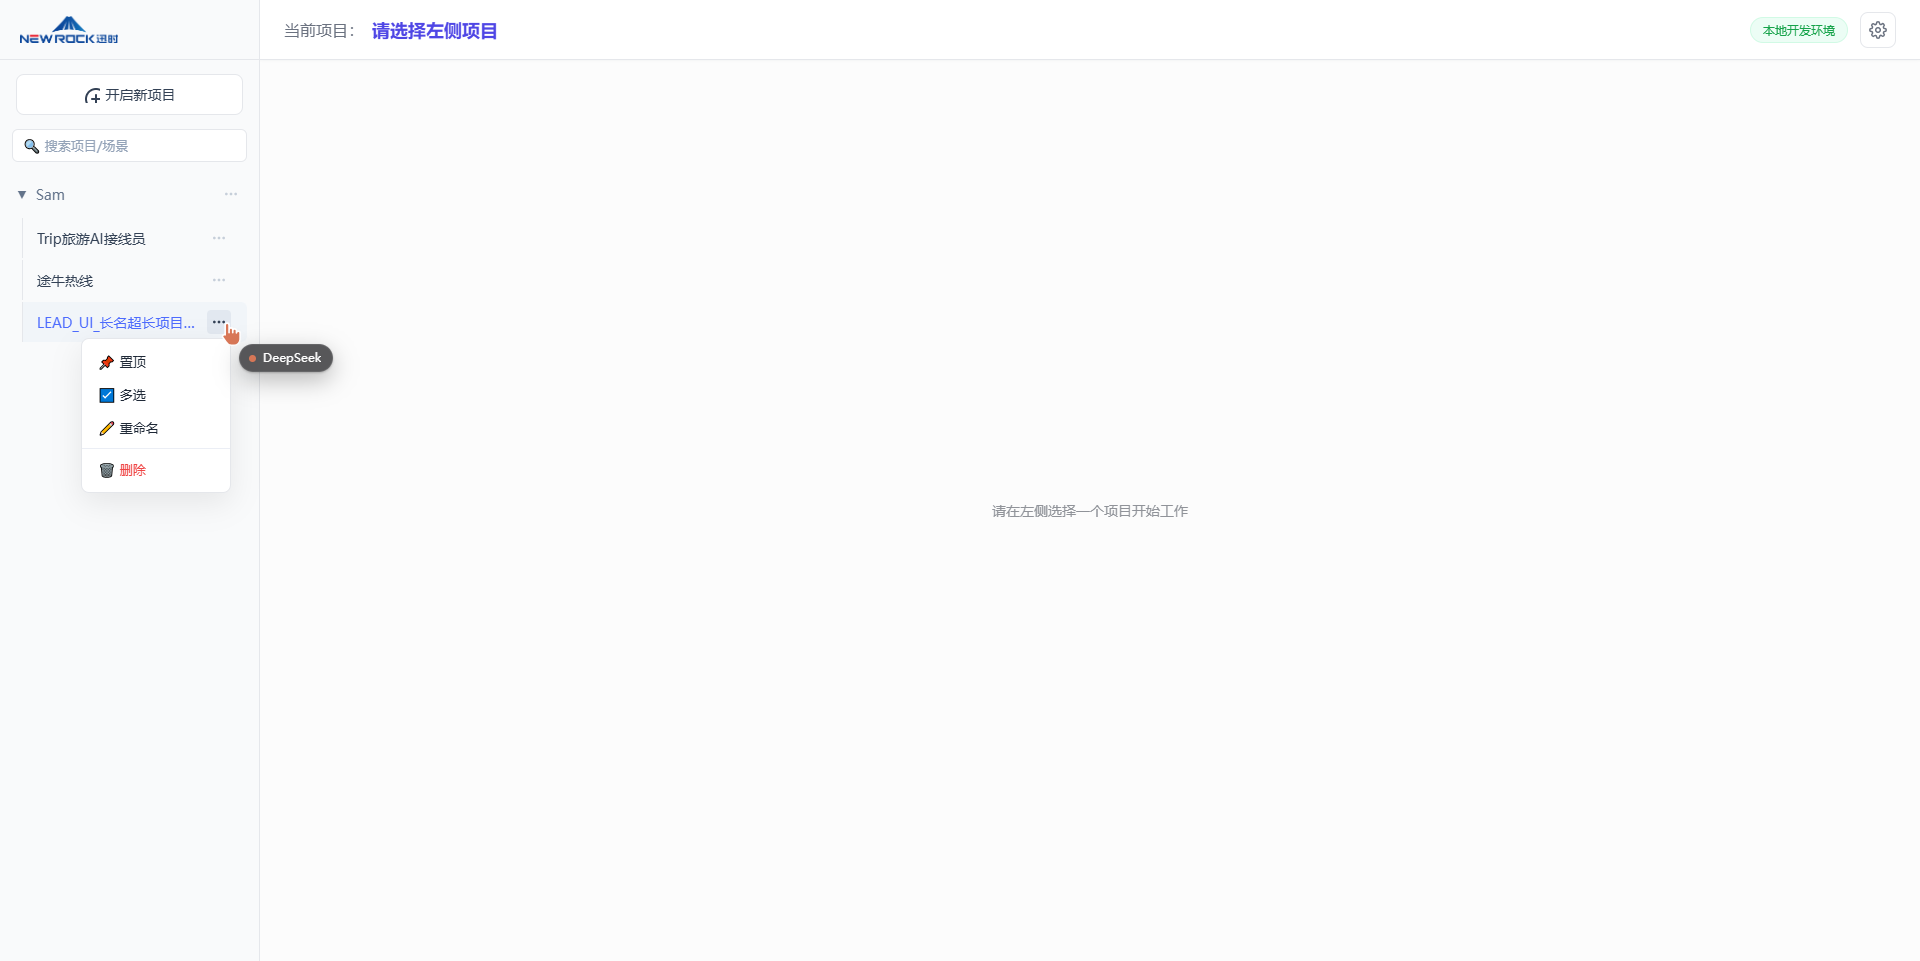 NEWROCK迅时
当前项目：
请选择左侧项目
本地开发环境
开启新项目
搜索项目/场景
Sam
Trip旅游AI接线员
途牛热线
LEAD_UI_长名超长项目...
置顶
DeepSeek
多选
重命名
删除
请在左侧选择一个项目开始工作